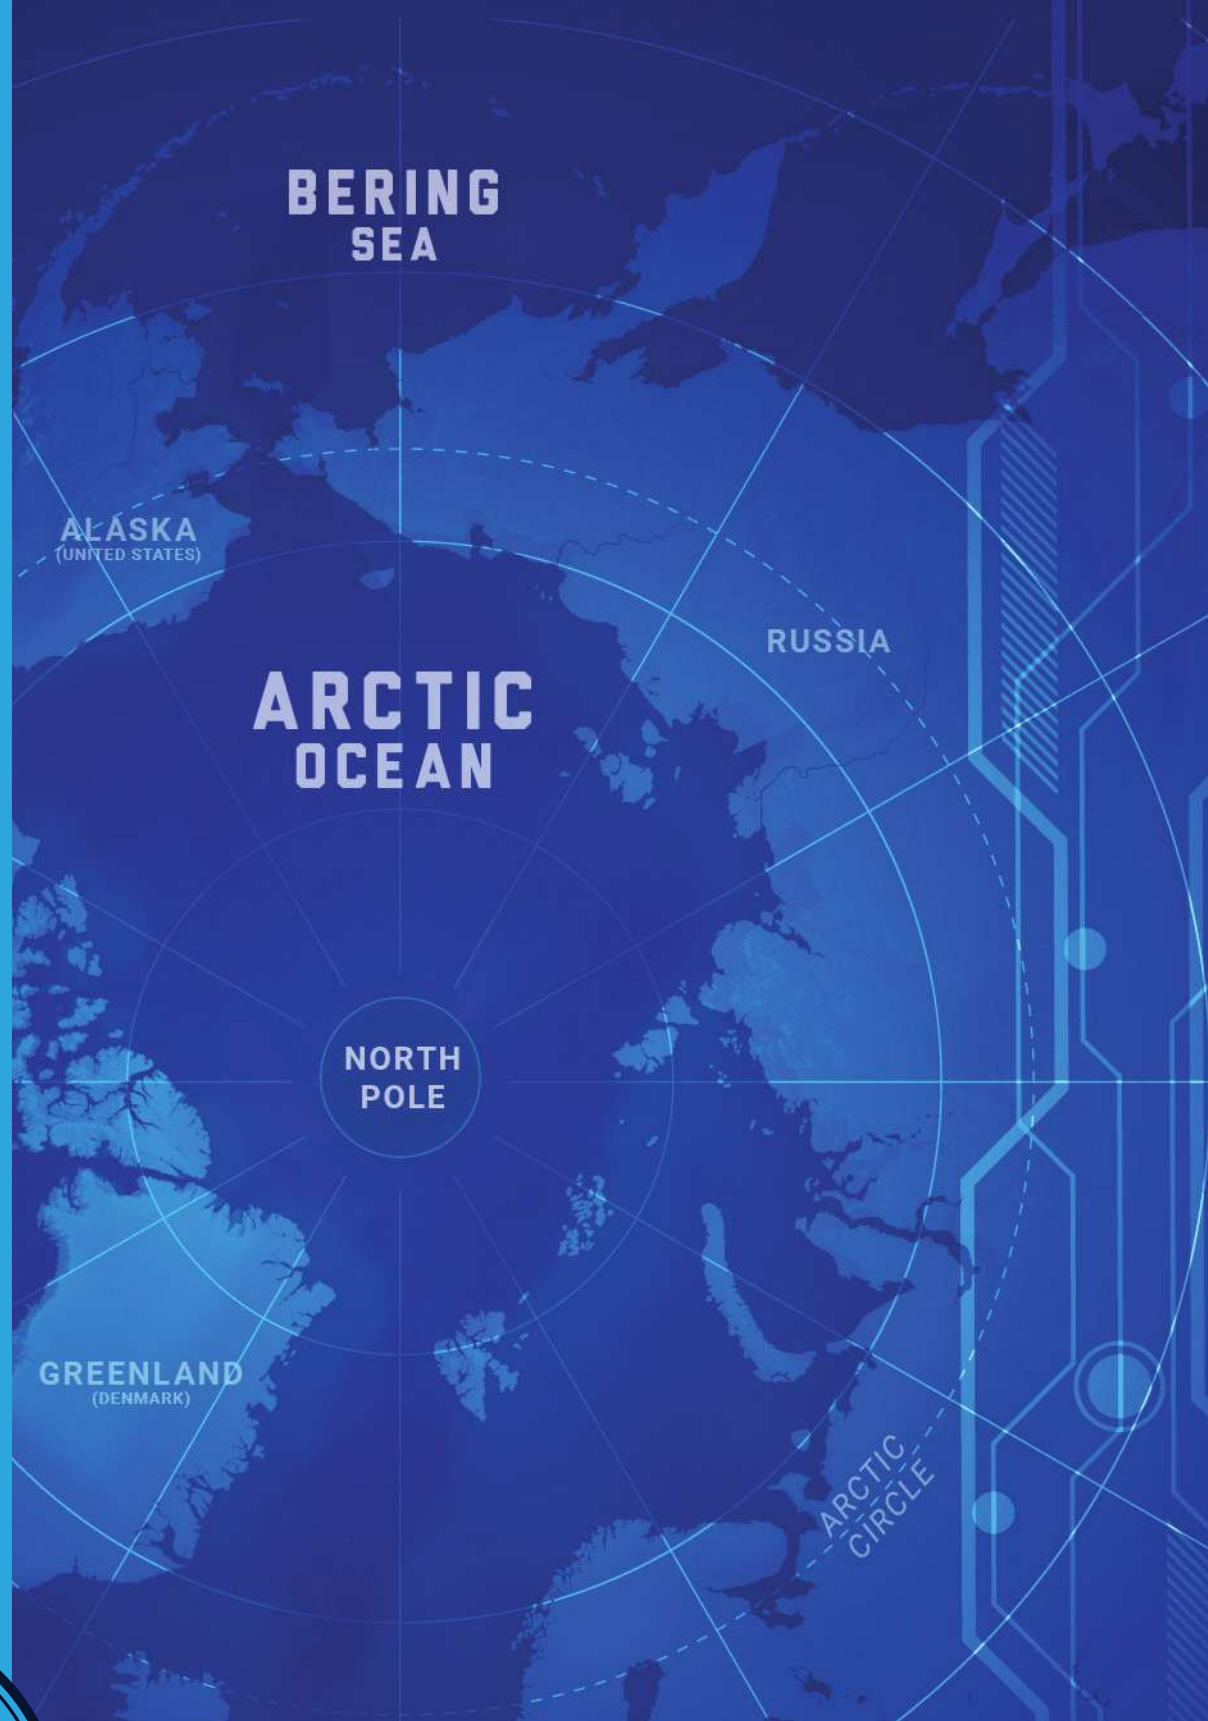 BERING
SEA
ALASKA
(UNITED STATES)
RUSSIA
ARCTIC
OCEAN
NORTH
POLE
GREENLAND
(DENMARK)
ARCTIC
CIRCLE